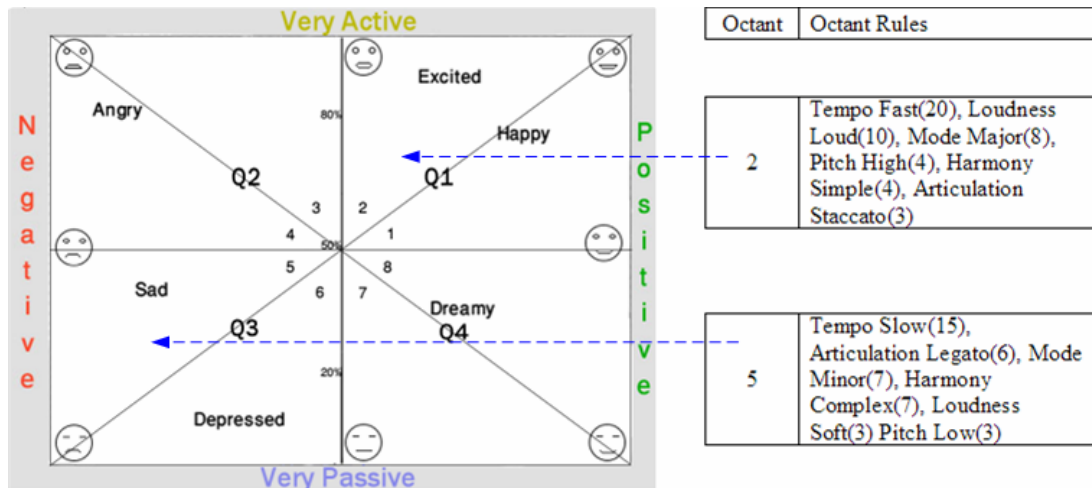 Very Active
Octant Octant Rules
Excited
Angry
80%
Happy
Negative
Positive
Q2
Q1
3 2
4 1
50%
5 8
6 7
Sad
Dreamy
Q3
Q4
20%
Depressed
Very Passive
2
Tempo Fast(20), Loudness
Loud(10), Mode Major(8),
Pitch High(4), Harmony
Simple(4), Articulation
Staccato(3)
5
Tempo Slow(15),
Articulation Legato(6), Mode
Minor(7), Harmony
Complex(7), Loudness
Soft(3) Pitch Low(3)